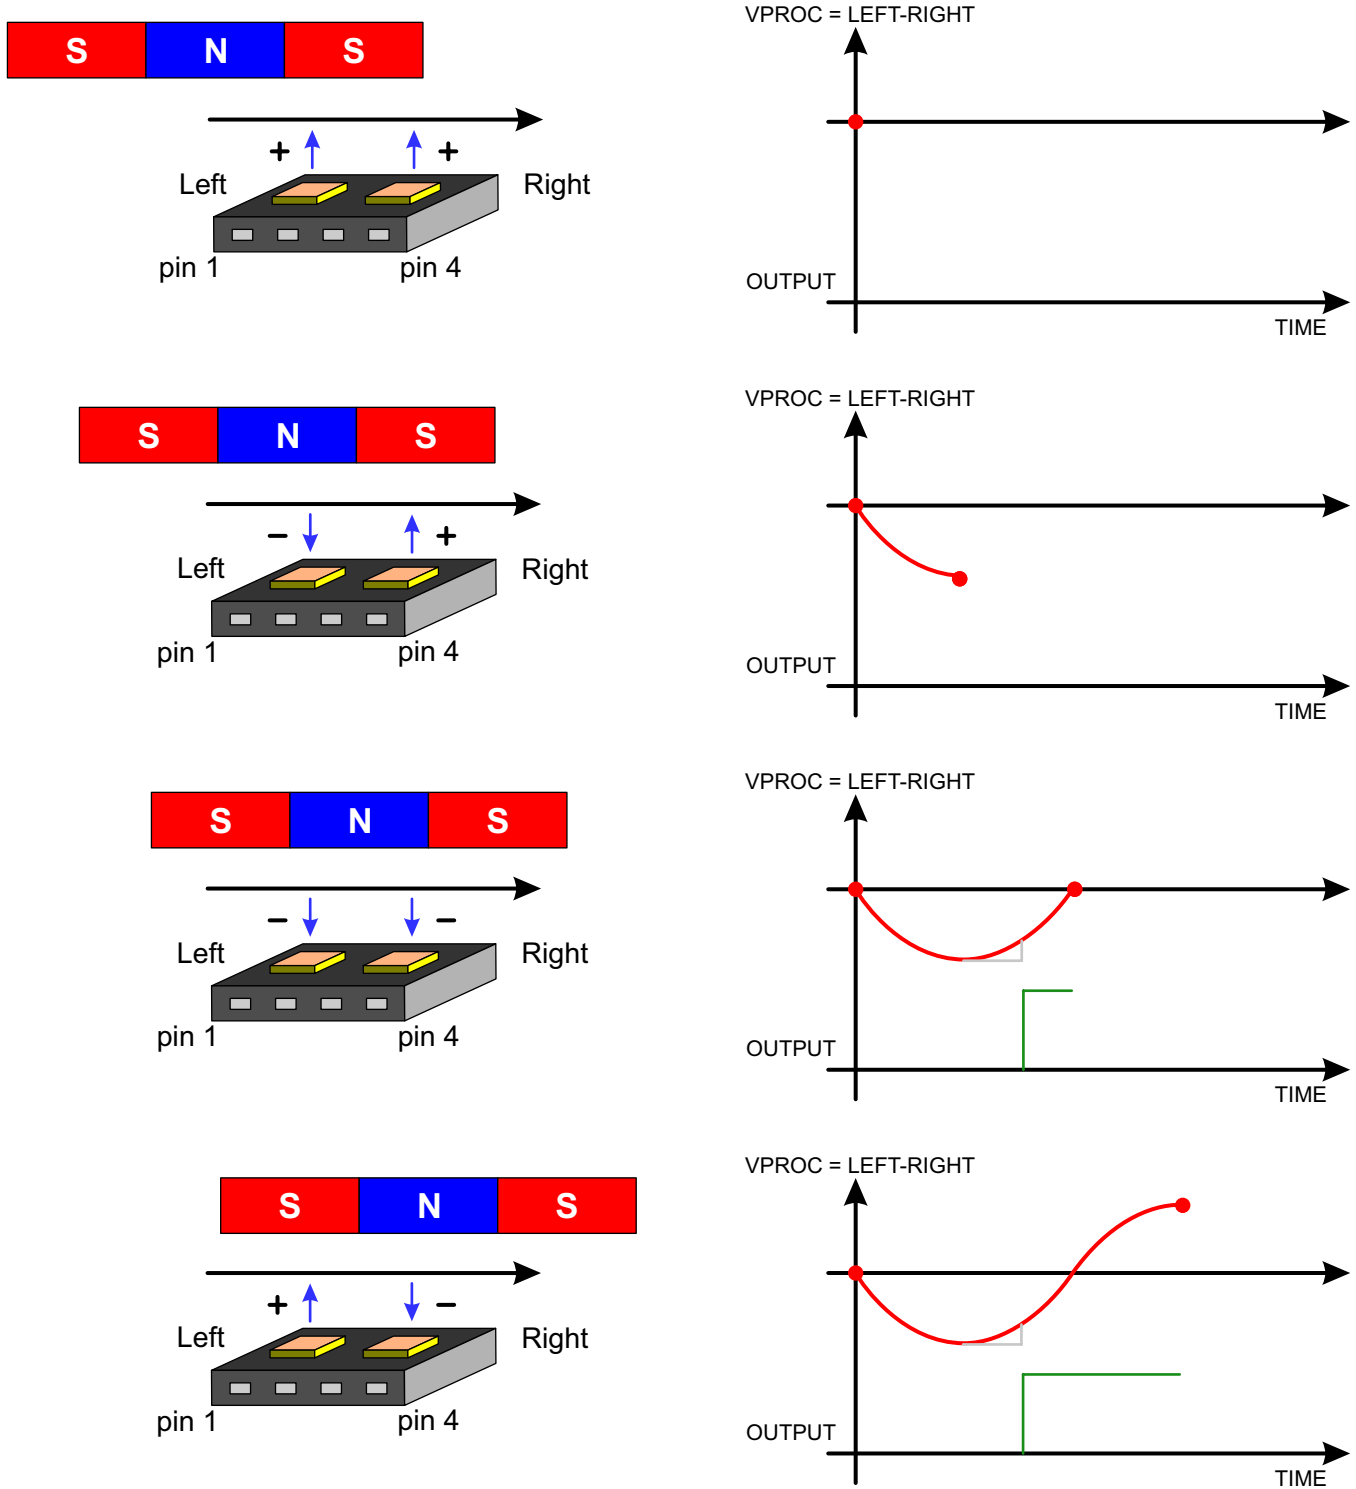 VPROC = LEFT-RIGHT
S N S
+ +
Left Right
pin 1 pin 4
OUTPUT
TIME
VPROC = LEFT-RIGHT
S N S
− +
Left Right
pin 1 pin 4
OUTPUT
TIME
VPROC = LEFT-RIGHT
S N S
− −
Left Right
pin 1 pin 4
OUTPUT
TIME
VPROC = LEFT-RIGHT
S N S
+ −
Left Right
pin 1 pin 4
OUTPUT
TIME